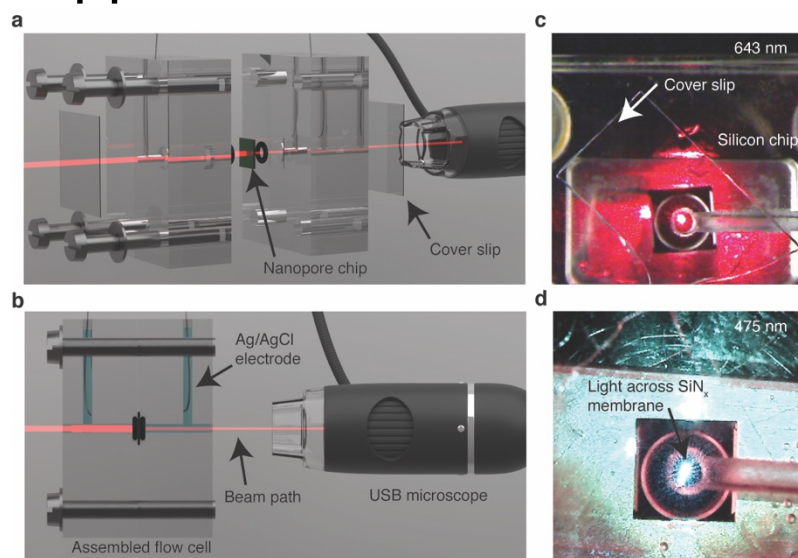 a
Nanopore chip
Cover slip
b
Ag/AgCl
electrode
Beam path
USB microscope
Assembled flow cell
c
643 nm
Cover slip
Silicon chip
d
475 nm
Light across SiNₓ
membrane